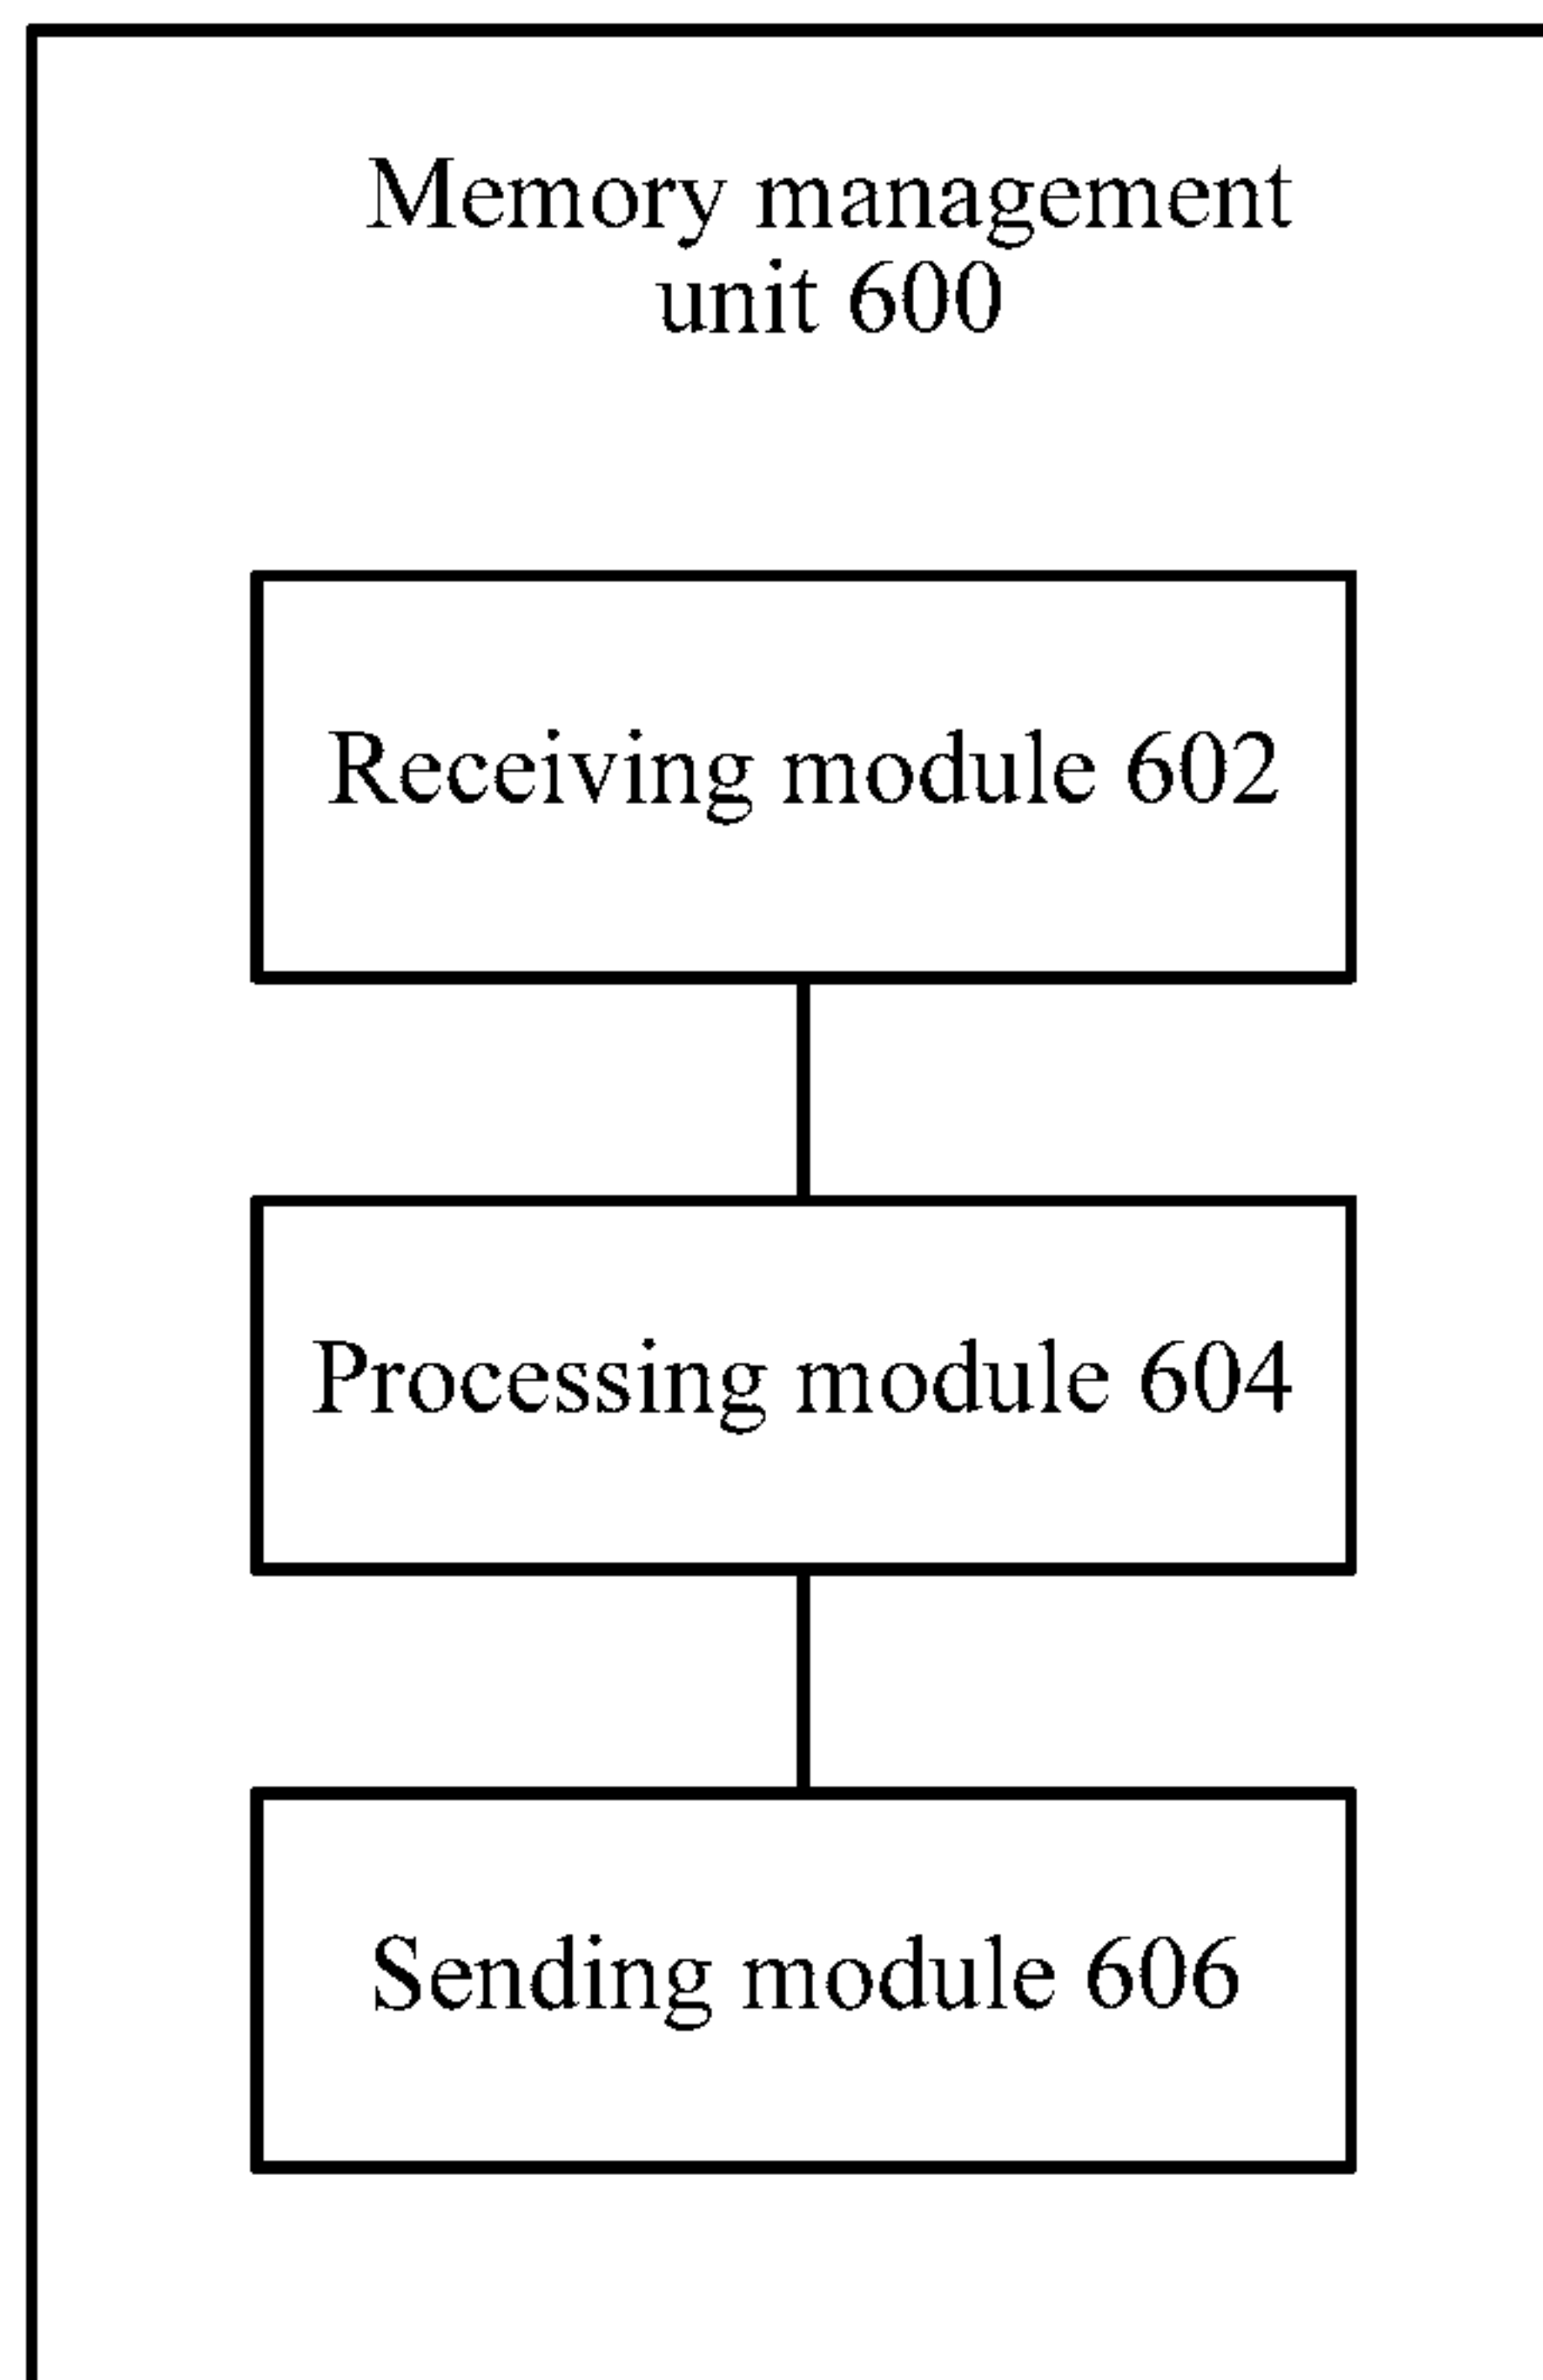 Memory management
unit 600
Receiving module 602
Processing module 604
Sending module 606